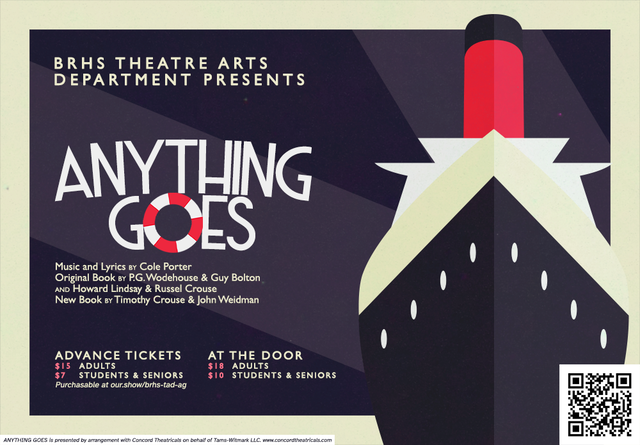 BRHS THEATRE ARTS
DEPARTMENT PRESENTS
ANYTHING
GOES
Music and Lyrics BY Cole Porter
Original Book BY P.G. Wodehouse & Guy Bolton
AND Howard Lindsay & Russel Crouse
New Book BY Timothy Crouse & John Weidman
ADVANCE TICKETS
$15 ADULTS
$7 STUDENTS & SENIORS
Purchasable at our.show/brhs-tad-ag
AT THE DOOR
$18 ADULTS
$10 STUDENTS & SENIORS
ANYTHING GOES is presented by arrangement with Concord Theatricals on behalf of Tams-Witmark LLC. www.concordtheatricals.com